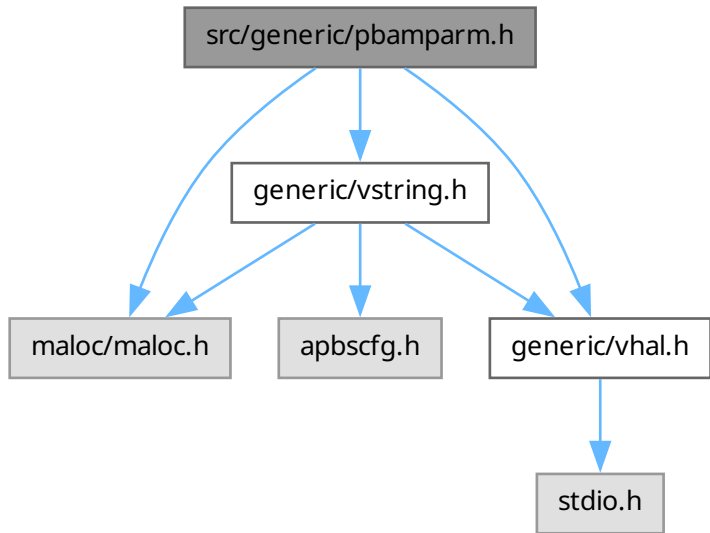 src/generic/pbamparm.h
generic/vstring.h
maloc/maloc.h
apbscfg.h
generic/vhal.h
stdio.h